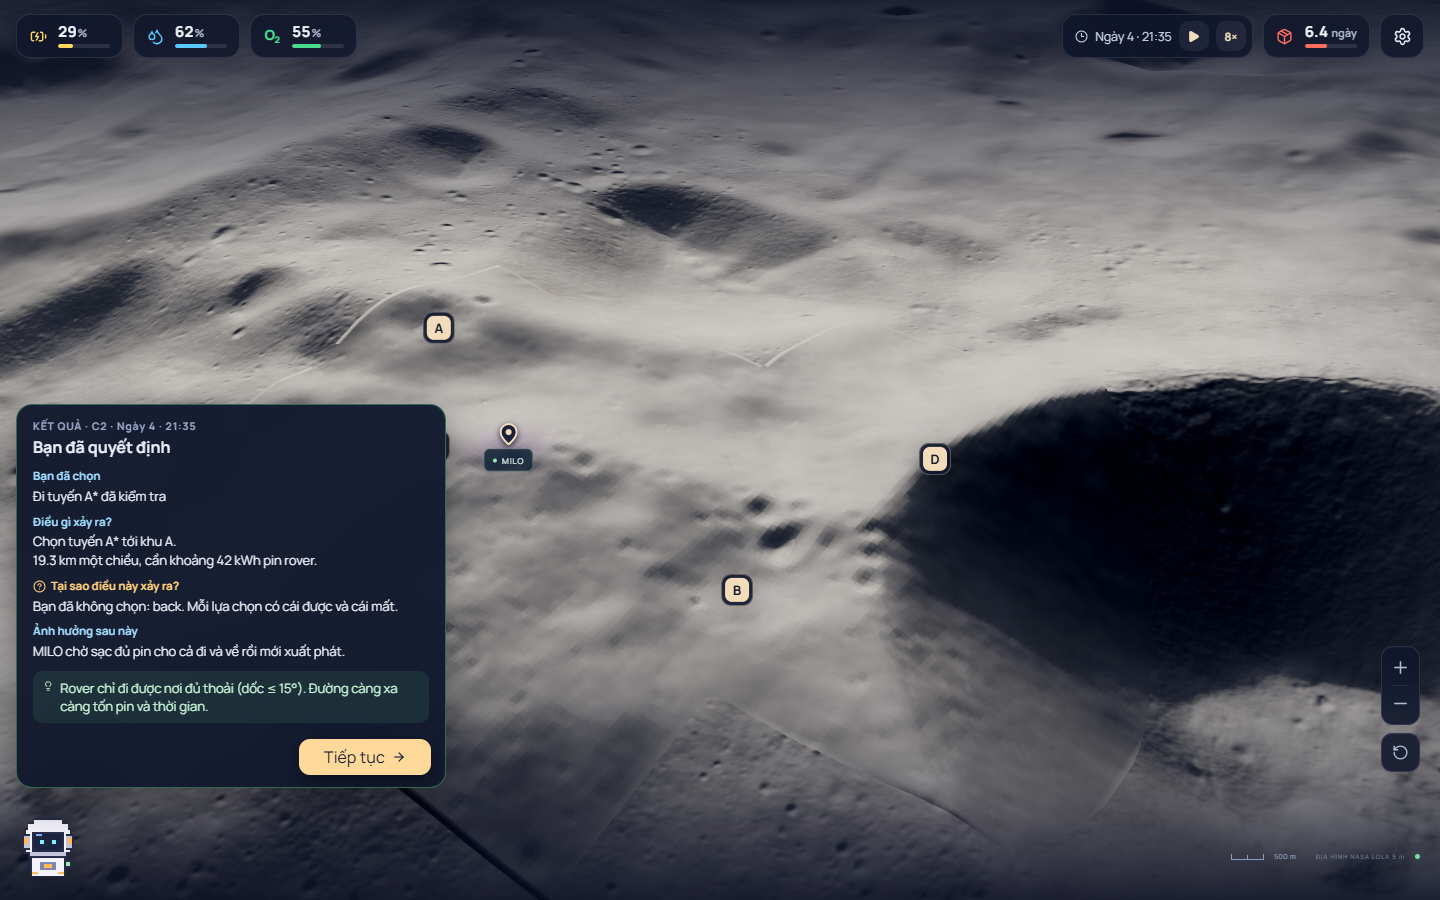 29%
62%
O₂ 55%
Ngày 4 · 21:35
8×
6.4 ngày
A
MILO
D
B
KẾT QUẢ · C2 · Ngày 4 · 21:35
Bạn đã quyết định
Bạn đã chọn
Đi tuyến A* đã kiểm tra
Điều gì xảy ra?
Chọn tuyến A* tới khu A.
19.3 km một chiều, cần khoảng 42 kWh pin rover.
Tại sao điều này xảy ra?
Bạn đã không chọn: back. Mỗi lựa chọn có cái được và cái mất.
Ảnh hưởng sau này
MILO chờ sạc đủ pin cho cả đi và về rồi mới xuất phát.
Rover chỉ đi được nơi đủ thoải (dốc ≤ 15°). Đường càng xa
càng tốn pin và thời gian.
Tiếp tục →
500 m
ĐỊA HÌNH NASA LOLA 5 m